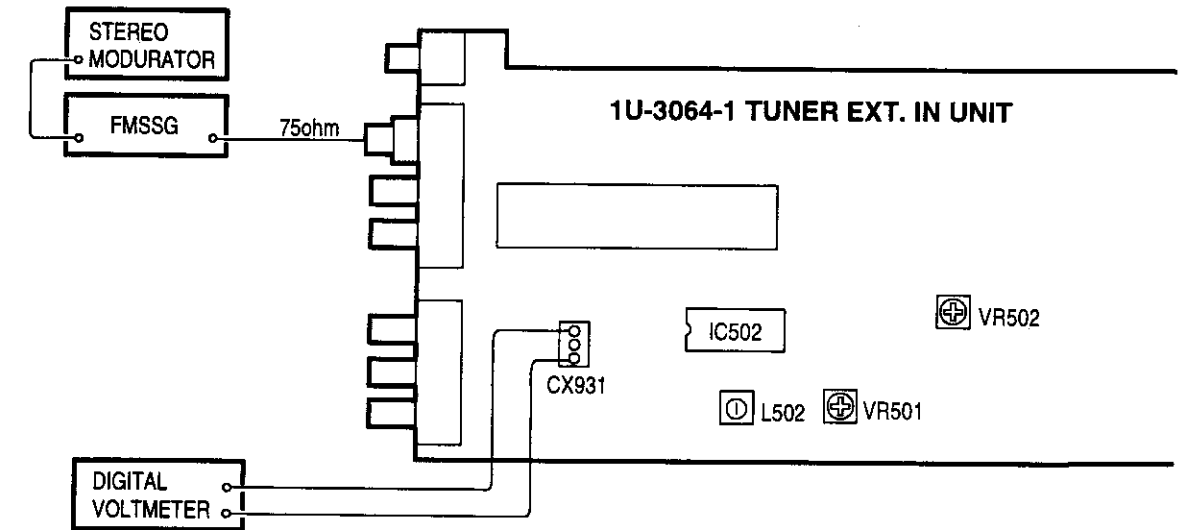 STEREO
MODURATOR
FMSSG
75ohm
1U-3064-1 TUNER EXT. IN UNIT
IC502
VR502
CX931
L502
VR501
DIGITAL
VOLTMETER